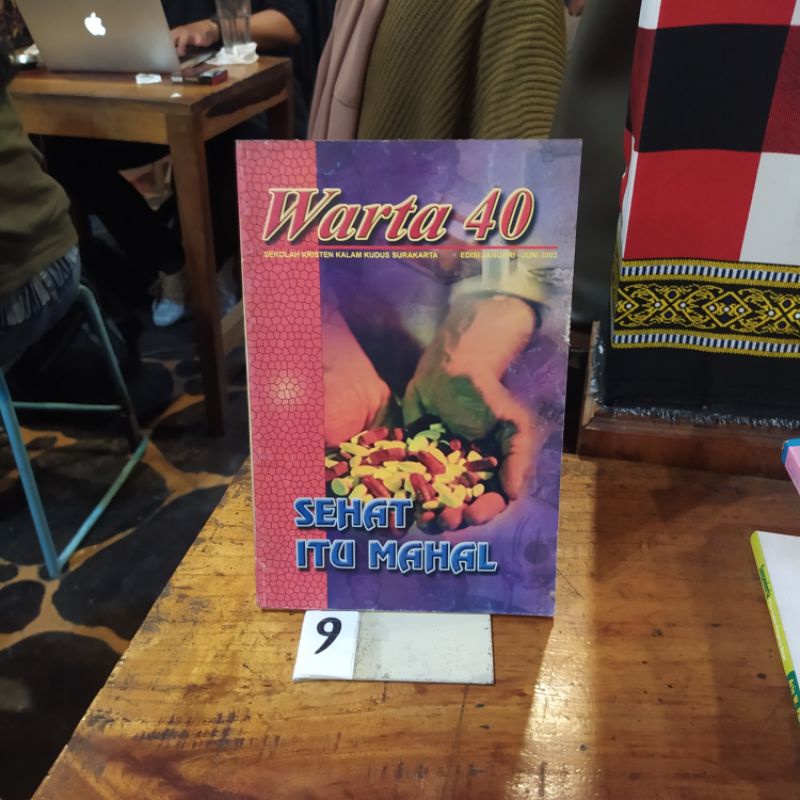 Warta 40
SEKOLAH KRISTEN KALAM KUDUS SURAKARTA
EDISI JANUARI - JUNI 2003
SEHAT
ITU MAHAL
9